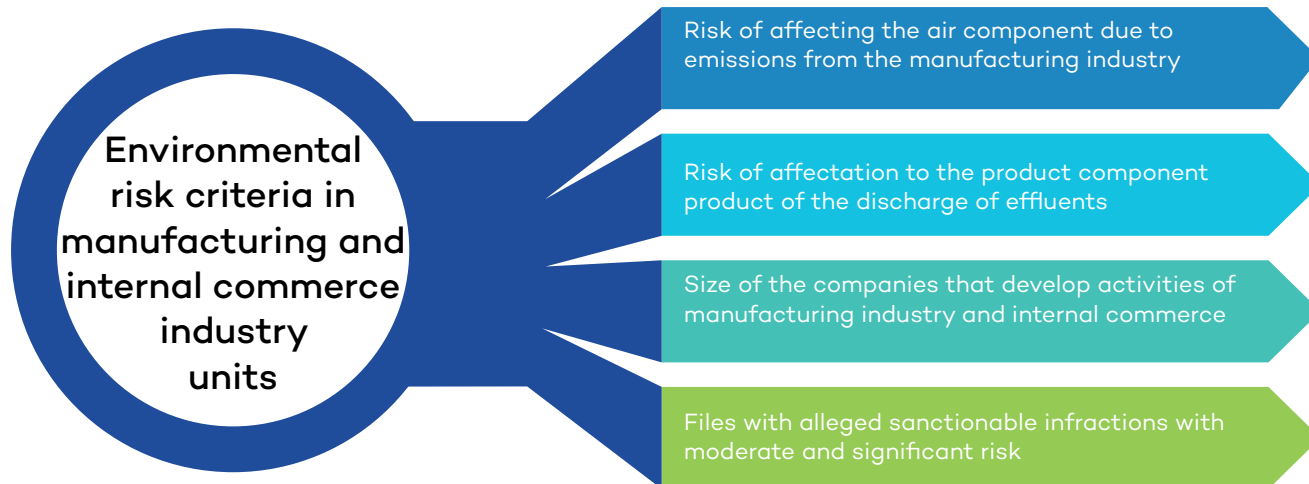 Environmental
risk criteria in
manufacturing and
internal commerce
industry
units
Risk of affecting the air component due to
emissions from the manufacturing industry
Risk of affectation to the product component
product of the discharge of effluents
Size of the companies that develop activities of
manufacturing industry and internal commerce
Files with alleged sanctionable infractions with
moderate and significant risk